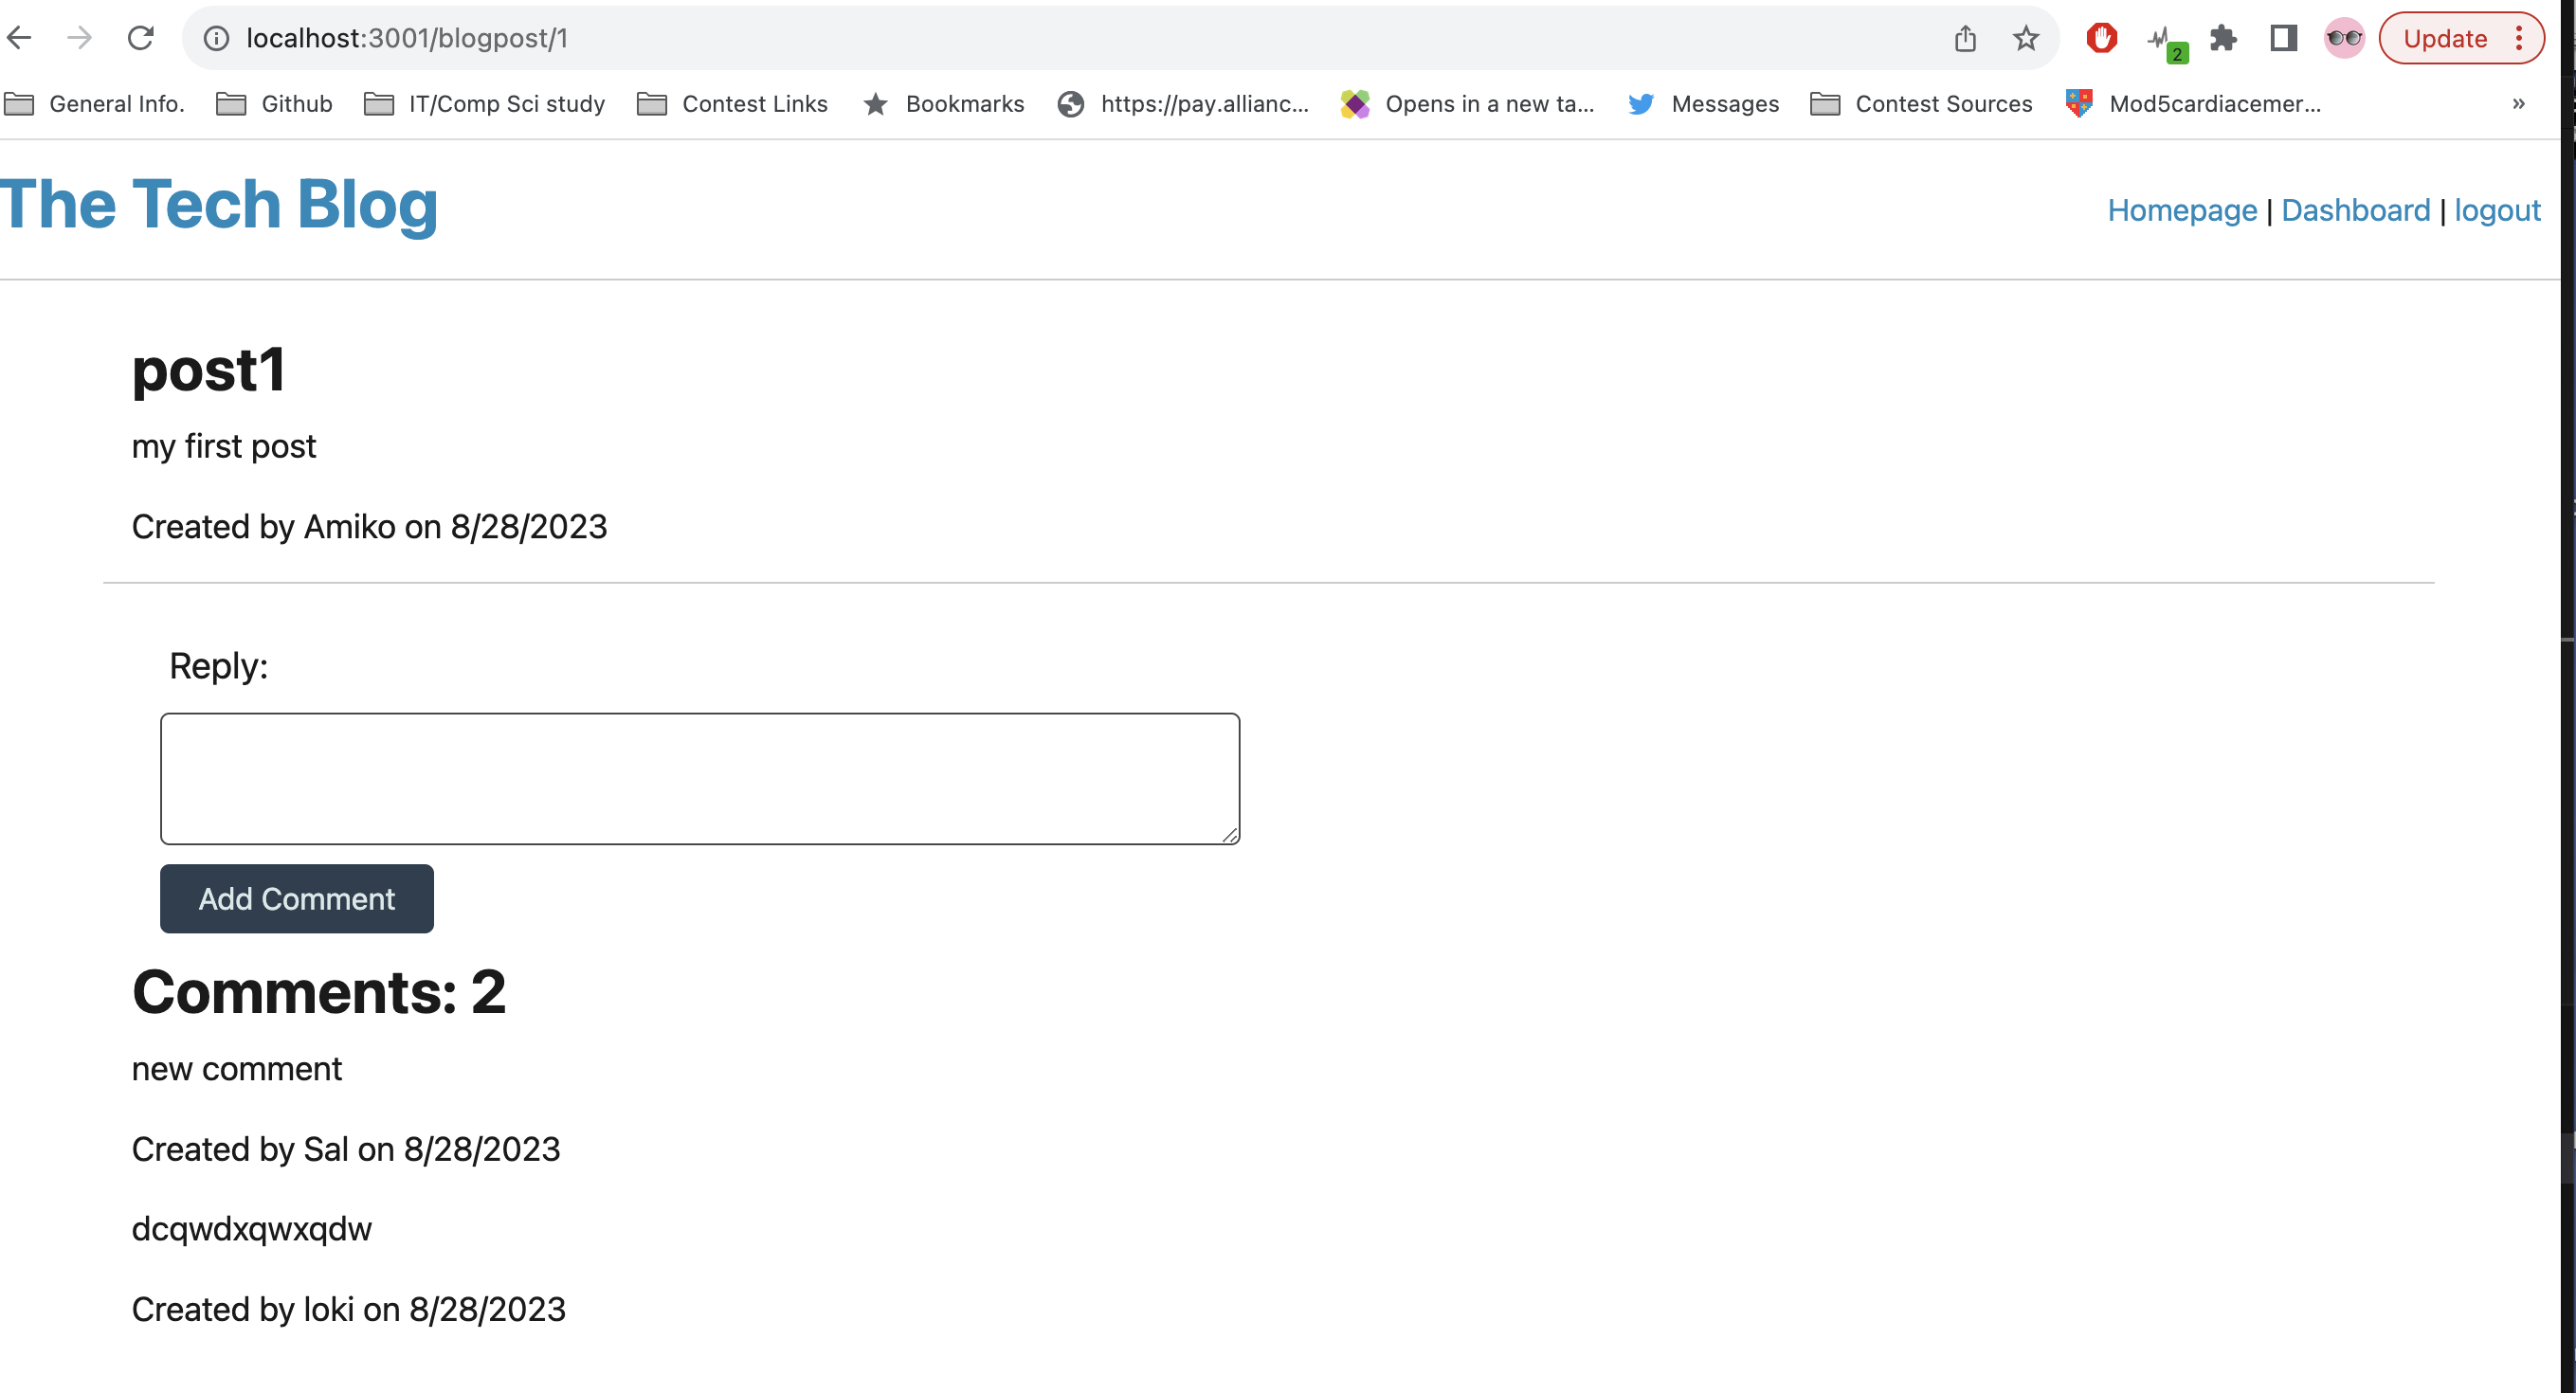 localhost:3001/blogpost/1
2
Update
General Info. Github IT/Comp Sci study Contest Links Bookmarks https://pay.allianc... Opens in a new ta... Messages Contest Sources Mod5cardiacemer... »
The Tech Blog
Homepage | Dashboard | logout
post1
my first post
Created by Amiko on 8/28/2023
Reply:
Add Comment
Comments: 2
new comment
Created by Sal on 8/28/2023
dcqwdxqwxqdw
Created by loki on 8/28/2023